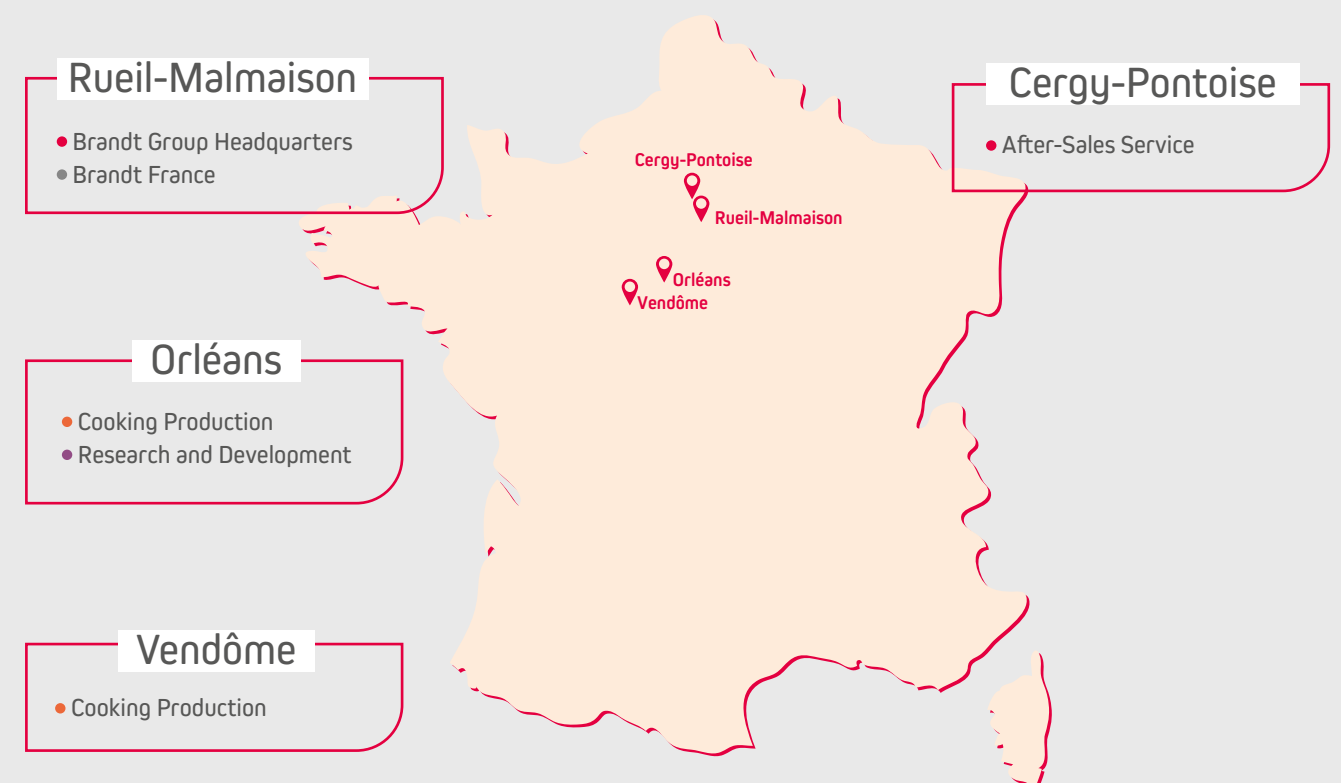 Rueil-Malmaison
Brandt Group Headquarters
Brandt France
Cergy-Pontoise
After-Sales Service
Cergy-Pontoise
Rueil-Malmaison
Orléans
Vendôme
Orléans
Cooking Production
Research and Development
Vendôme
Cooking Production